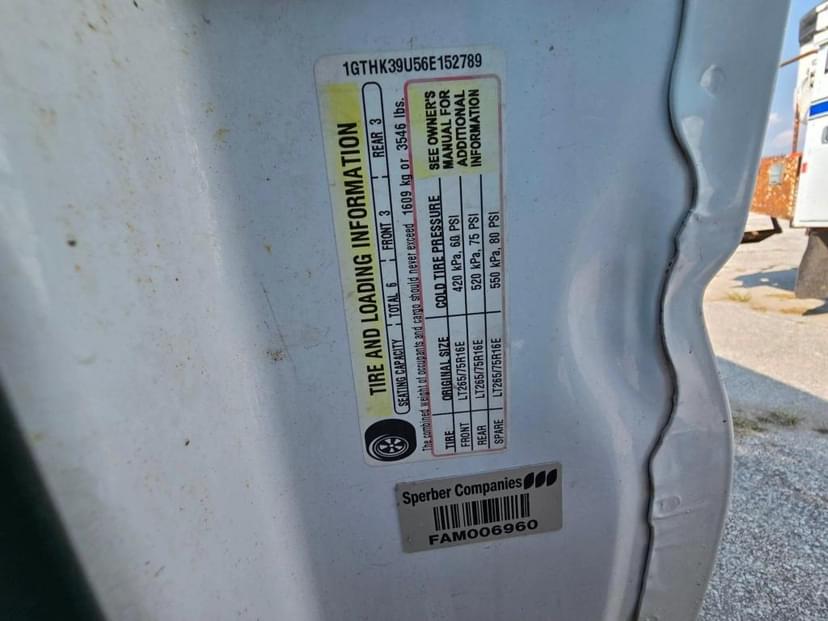 1GTHK39U56E152789
TIRE AND LOADING INFORMATION
SEATING CAPACITY TOTAL 6 FRONT 3 REAR 3
The combined weight of occupants and cargo should never exceed 1609 kg or 3546 lbs.
TIRE ORIGINAL SIZE COLD TIRE PRESSURE
FRONT LT265/75R16E 420 kPa, 60 PSI
REAR LT265/75R16E 520 kPa, 75 PSI
SPARE LT265/75R16E 550 kPa, 80 PSI
SEE OWNER'S
MANUAL FOR
ADDITIONAL
INFORMATION
Sperber Companies
FAM006960